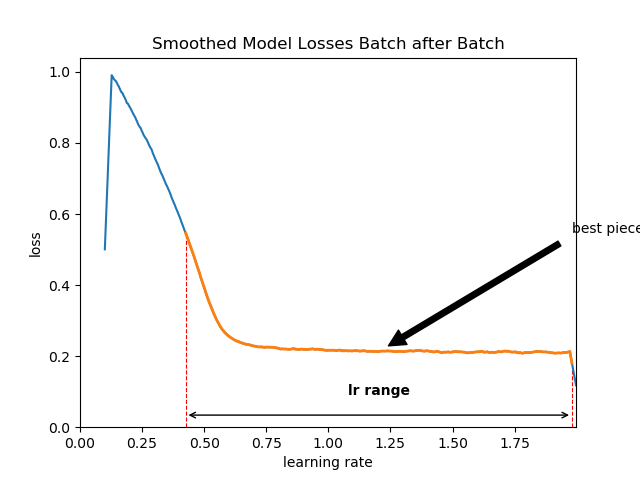 Smoothed Model Losses Batch after Batch
1.0
0.8
0.6
0.4
0.2
0.0
loss
best piece
lr range
0.00 0.25 0.50 0.75 1.00 1.25 1.50 1.75
learning rate